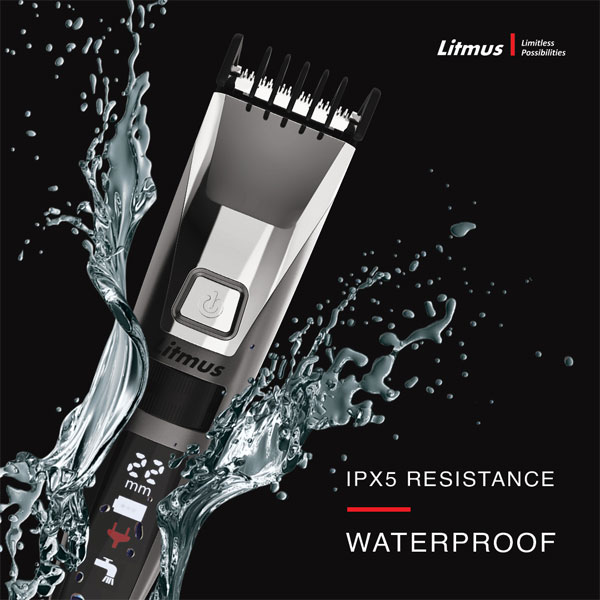 Litmus
Limitless
Possibilities
Litmus
22
mm
IPX5 RESISTANCE
WATERPROOF